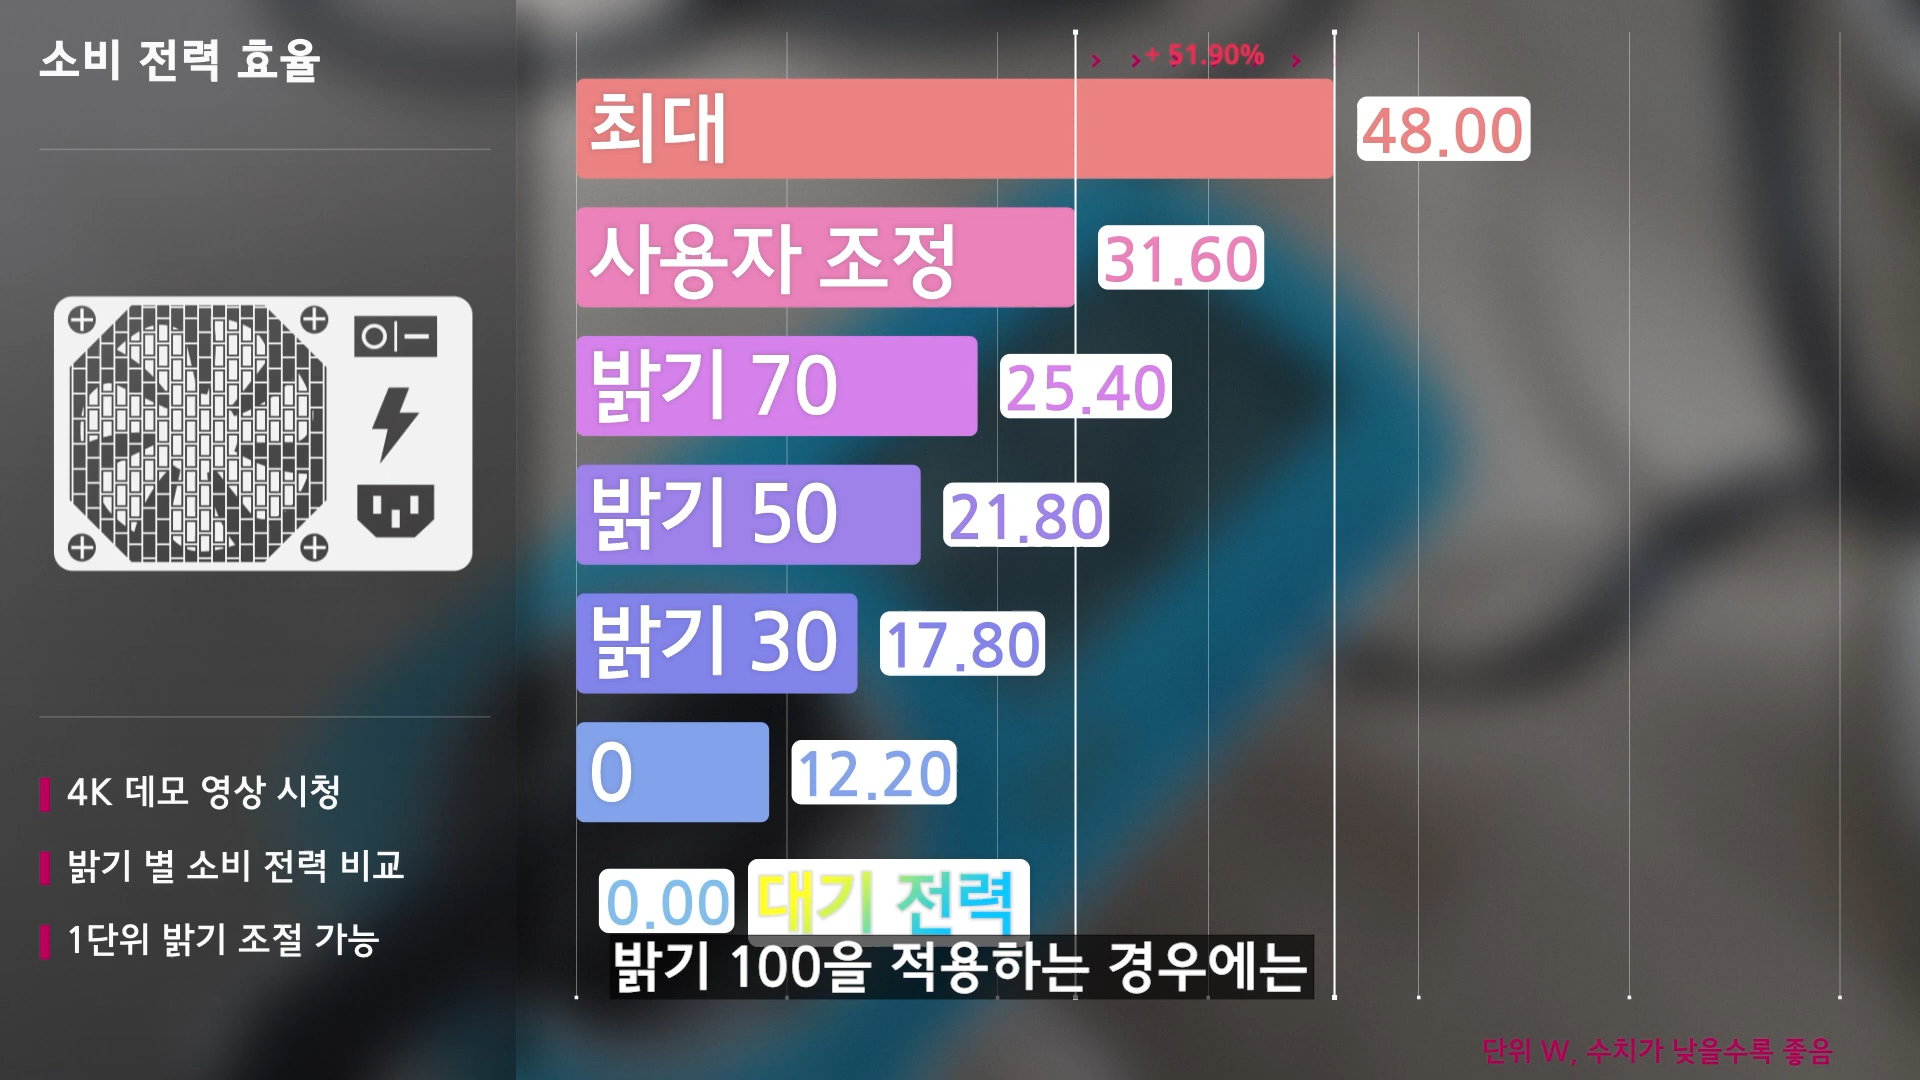 소비 전력 효율
4K 데모 영상 시청
밝기 별 소비 전력 비교
1단위 밝기 조절 가능
+ 51.90%
최대 48.00
사용자 조정 31.60
밝기 70 25.40
밝기 50 21.80
밝기 30 17.80
0 12.20
0.00 대기 전력
밝기 100을 적용하는 경우에는
단위 W, 수치가 낮을수록 좋음